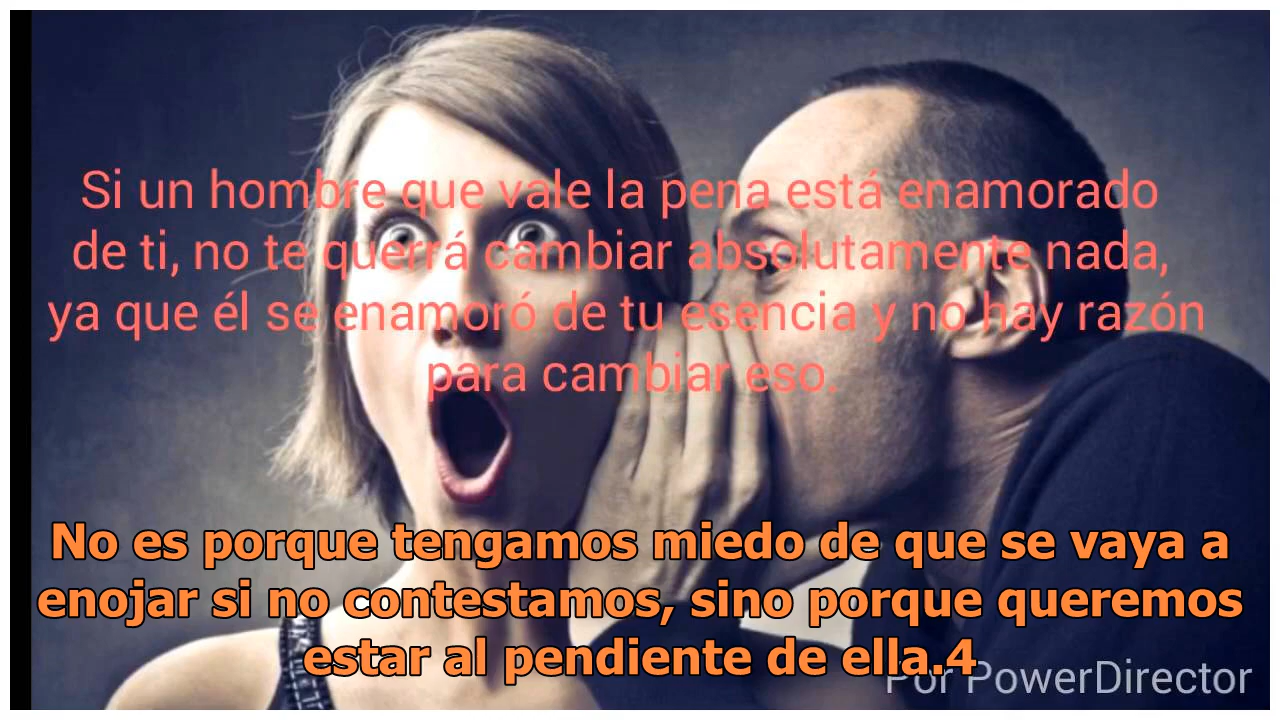 Si un hombre que vale la pena está enamorado
de ti, no te querrá cambiar absolutamente nada,
ya que él se enamoró de tu esencia y no hay razón
para cambiar eso.
No es porque tengamos miedo de que se vaya a
enojar si no contestamos, sino porque queremos
estar al pendiente de ella.4
Por PowerDirector